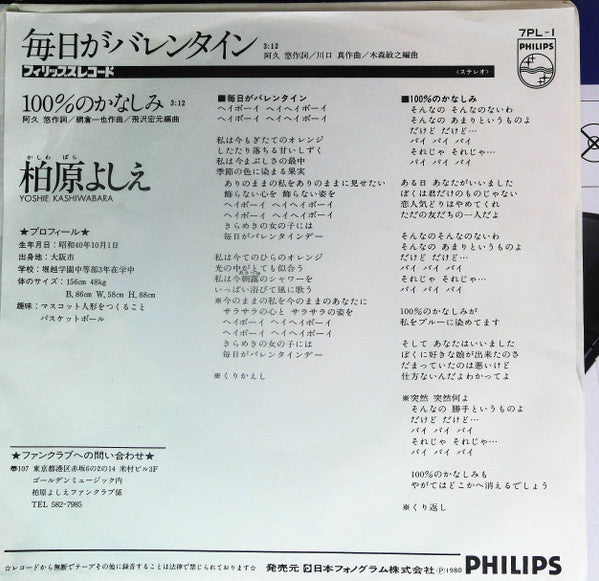 毎日がバレンタイン 3:12
阿久 悠作詞/川口 真作曲/木森敏之編曲
7PL-1
PHILIPS
フィリップスレコード
〈ステレオ〉
100%のかなしみ 3:12
阿久 悠作詞/網倉一也作曲/飛沢宏元編曲
かしわ ばら
柏原よしえ
YOSHIE KASHIWABARA
★プロフィール★
生年月日:昭和40年10月1日
出身地:大阪市
学校:堀越学園中等部3年在学中
体のサイズ:156cm 48kg
B,86cm W,58cm H,88cm
趣味:マスコット人形をつくること
バスケットボール
★ファンクラブへの問い合わせ★
〠107 東京都港区赤坂6の2の14 米村ビル3F
ゴールデンミュージック内
柏原よしえファンクラブ係
TEL 582-7985
■毎日がバレンタイン
ヘイボーイ ヘイヘイボーイ
ヘイボーイ ヘイヘイボーイ
私は今もぎたてのオレンジ
したたり落ちる甘いしずく
私は今まぶしさの最中
季節の色に染まる果実
ありのままの私をありのままに見せたい
飾らない心を 飾らない姿を
ヘイボーイ ヘイヘイボーイ
ヘイボーイ ヘイヘイボーイ
きらめきの女の子には
毎日がバレンタインデー
私は今てのひらのオレンジ
光の中がとても似合う
私は今朝露のシャワーを
いっぱい浴びて風に歌う
※今のままの私を今のままのあなたに
サラサラの心と サラサラの姿を
ヘイボーイ ヘイヘイボーイ
ヘイボーイ ヘイヘイボーイ
きらめきの女の子には
毎日がバレンタインデー
※くりかえし
■100%のかなしみ
そんなの そんなのないわ
そんなの あまりというものよ
だけど だけど…
バイ バイ バイ
それじゃ それじゃ…
バイ バイ バイ
ある日 あなたがいいました
ぼくは君だけのものじゃない
恋人気どりはやめてくれ
ただの友だちの一人だよ
そんなのそんなのないわ
そんなの あまりというものよ
だけど だけど…
バイ バイ バイ
それじゃ それじゃ…
バイ バイ バイ
100%のかなしみが
私をブルーに染めてます
そして あなたはいいました
ぼくに好きな娘が出来たのさ
だまっていたのは悪いけど
仕方ないんだよわかってよ
※突然 突然何よ
そんなの 勝手というものよ
だけど だけど…
バイ バイ バイ
それじゃ それじゃ…
バイ バイ バイ
100%のかなしみも
やがてはどこかへ消えるでしょう
※くり返し
☆レコードから無断でテープその他に録音することは法律で禁じられております☆
発売元 日本フォノグラム株式会社 Ⓟ1980 PHILIPS